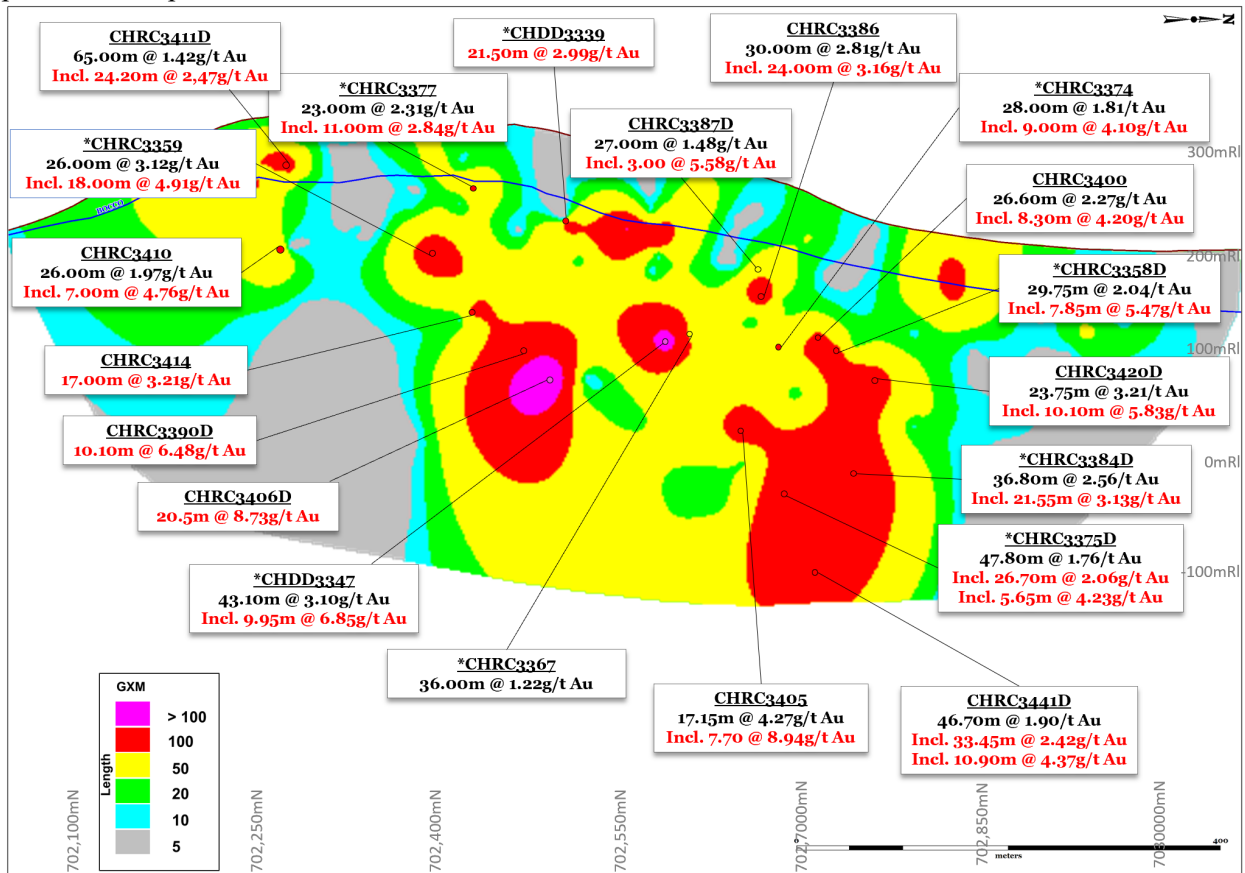 CHRC3411D
65.00m @ 1.42g/t Au
Incl. 24.20m @ 2,47g/t Au
*CHDD3339
21.50m @ 2.99g/t Au
CHRC3386
30.00m @ 2.81g/t Au
Incl. 24.00m @ 3.16g/t Au
N
*CHRC3377
23.00m @ 2.31g/t Au
Incl. 11.00m @ 2.84g/t Au
*CHRC3374
28.00m @ 1.81/t Au
Incl. 9.00m @ 4.10g/t Au
CHRC3387D
27.00m @ 1.48g/t Au
Incl. 3.00 @ 5.58g/t Au
*CHRC3359
26.00m @ 3.12g/t Au
Incl. 18.00m @ 4.91g/t Au
300mRl
CHRC3400
26.60m @ 2.27g/t Au
Incl. 8.30m @ 4.20g/t Au
BOCCO
CHRC3410
26.00m @ 1.97g/t Au
Incl. 7.00m @ 4.76g/t Au
200mRl
*CHRC3358D
29.75m @ 2.04/t Au
Incl. 7.85m @ 5.47g/t Au
CHRC3414
17.00m @ 3.21g/t Au
100mRl
CHRC3420D
23.75m @ 3.21/t Au
Incl. 10.10m @ 5.83g/t Au
CHRC3390D
10.10m @ 6.48g/t Au
*CHRC3384D
36.80m @ 2.56/t Au
Incl. 21.55m @ 3.13g/t Au
0mRl
CHRC3406D
20.5m @ 8.73g/t Au
*CHRC3375D
47.80m @ 1.76/t Au
Incl. 26.70m @ 2.06g/t Au
Incl. 5.65m @ 4.23g/t Au
-100mRl
*CHDD3347
43.10m @ 3.10g/t Au
Incl. 9.95m @ 6.85g/t Au
*CHRC3367
36.00m @ 1.22g/t Au
CHRC3405
17.15m @ 4.27g/t Au
Incl. 7.70 @ 8.94g/t Au
CHRC3441D
46.70m @ 1.90/t Au
Incl. 33.45m @ 2.42g/t Au
Incl. 10.90m @ 4.37g/t Au
GXM
Length
> 100
100
50
20
10
5
702,100mN
702,250mN
702,400mN
702,550mN
702,7000mN
702,850mN
7030000mN
0
400
meters